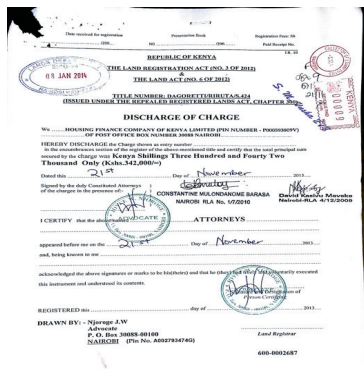 Date received for registration Presentation Book Registration Fees: Sh
/200 NO /200 Paid Receipt No.
REPUBLIC OF KENYA
THE LAND REGISTRATION ACT (NO. 3 OF 2012)
&
THE LAND ACT (NO. 6 OF 2012)
08 JAN 2014
TITLE NUMBER: DAGORETTI/RIRUTA/S.424
(ISSUED UNDER THE REPEALED REGISTERED LANDS ACT, CHAPTER 300)
DISCHARGE OF CHARGE
We ....HOUSING FINANCE COMPANY OF KENYA LIMITED (PIN NUMBER - P000593809V)
OF POST OFFICE BOX NUMBER 30088 NAIROBI.
HEREBY DISCHARGE the Charge shown as entry number
in the encumbrances section of the register of the above-mentioned title and certify that the total principal sum
secured by the charge was Kenya Shillings Three Hundred and Fourty Two
Thousand Only (Kshs.342,000/=)
Dated this 21st Day of November 2013
Signed by the duly Constituted Attorneys
of the chargee in the presence of:-
CONSTANTINE MULONDANOME BARASA
NAIROBI RLA No. 1/7/2010
David Kashiu Maveke
Nairobi-RLA 4/12/2009
ADVOCATE
ATTORNEYS
I CERTIFY that the above
appeared before me on the 21st Day of November 2013
and, being known to me
acknowledged the above signatures or marks to be his(theirs) and that he (they) had freely and voluntarily executed
this instrument and understood its contents.
Signature and Designation of
Person Certifying
REGISTERED this day of 2013
DRAWN BY: - Njoroge J.W
Advocate
P. O. Box 30088-00100
NAIROBI (Pin No. A002793474G)
Land Registrar
600-0002687